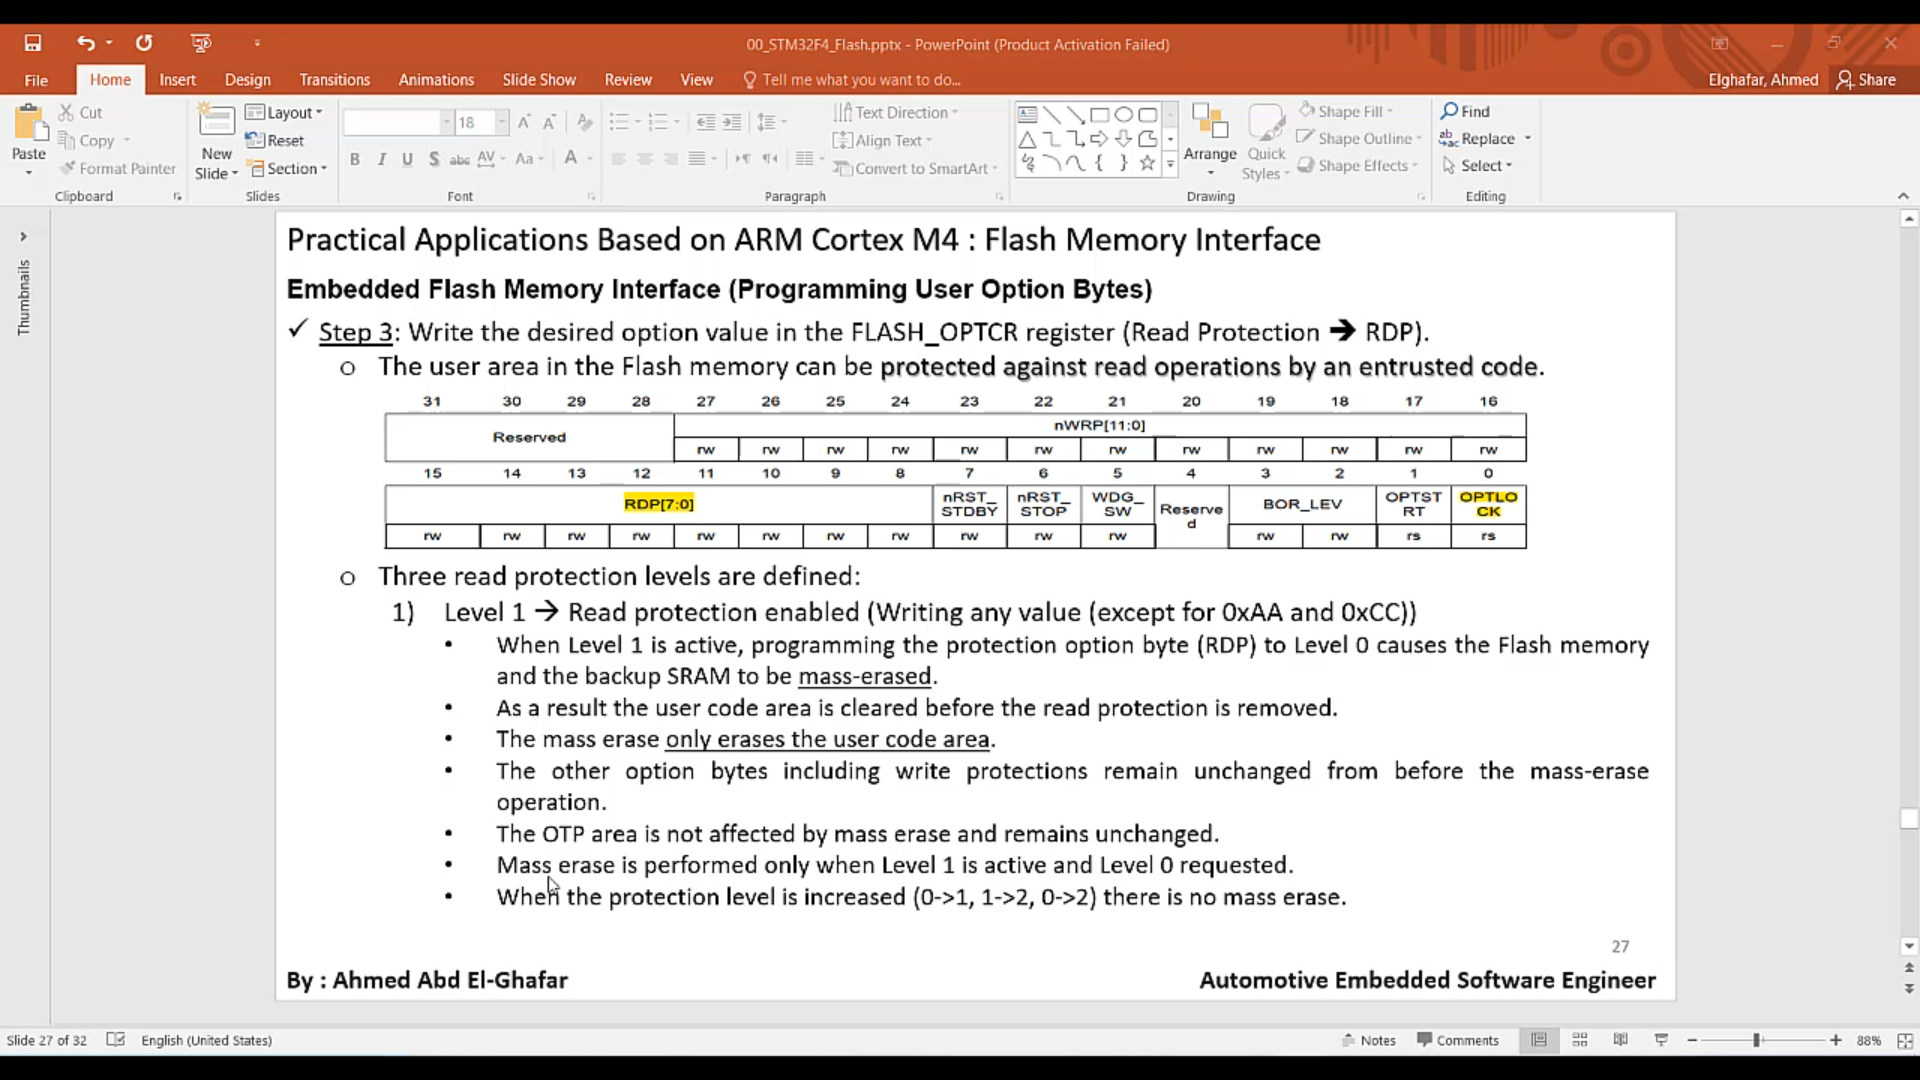 00_STM32F4_Flash.pptx - PowerPoint (Product Activation Failed)
File Home Insert Design Transitions Animations Slide Show Review View Tell me what you want to do... Elghafar, Ahmed Share
Paste
Cut
Copy
Format Painter
Clipboard
New Slide
Layout
Reset
Section
Slides
18
B I U S abc AV Aa A
Font
Text Direction
Align Text
Convert to SmartArt
Paragraph
Arrange
Quick Styles
Shape Fill
Shape Outline
Shape Effects
Drawing
Find
Replace
Select
Editing
Thumbnails
Practical Applications Based on ARM Cortex M4 : Flash Memory Interface
Embedded Flash Memory Interface (Programming User Option Bytes)
✓ Step 3: Write the desired option value in the FLASH_OPTCR register (Read Protection ➔ RDP).
o The user area in the Flash memory can be protected against read operations by an entrusted code.
31 30 29 28 27 26 25 24 23 22 21 20 19 18 17 16
Reserved nWRP[11:0]
rw rw rw rw rw rw rw rw rw rw rw rw
15 14 13 12 11 10 9 8 7 6 5 4 3 2 1 0
RDP[7:0] nRST_STDBY nRST_STOP WDG_SW Reserved BOR_LEV OPTSTRT OPTLOCK
rw rw rw rw rw rw rw rw rw rw rw rw rw rs rs
o Three read protection levels are defined:
1) Level 1 → Read protection enabled (Writing any value (except for 0xAA and 0xCC))
• When Level 1 is active, programming the protection option byte (RDP) to Level 0 causes the Flash memory
and the backup SRAM to be mass-erased.
• As a result the user code area is cleared before the read protection is removed.
• The mass erase only erases the user code area.
• The other option bytes including write protections remain unchanged from before the mass-erase
operation.
• The OTP area is not affected by mass erase and remains unchanged.
• Mass erase is performed only when Level 1 is active and Level 0 requested.
• When the protection level is increased (0->1, 1->2, 0->2) there is no mass erase.
27
By : Ahmed Abd El-Ghafar Automotive Embedded Software Engineer
Slide 27 of 32 English (United States) Notes Comments 88%